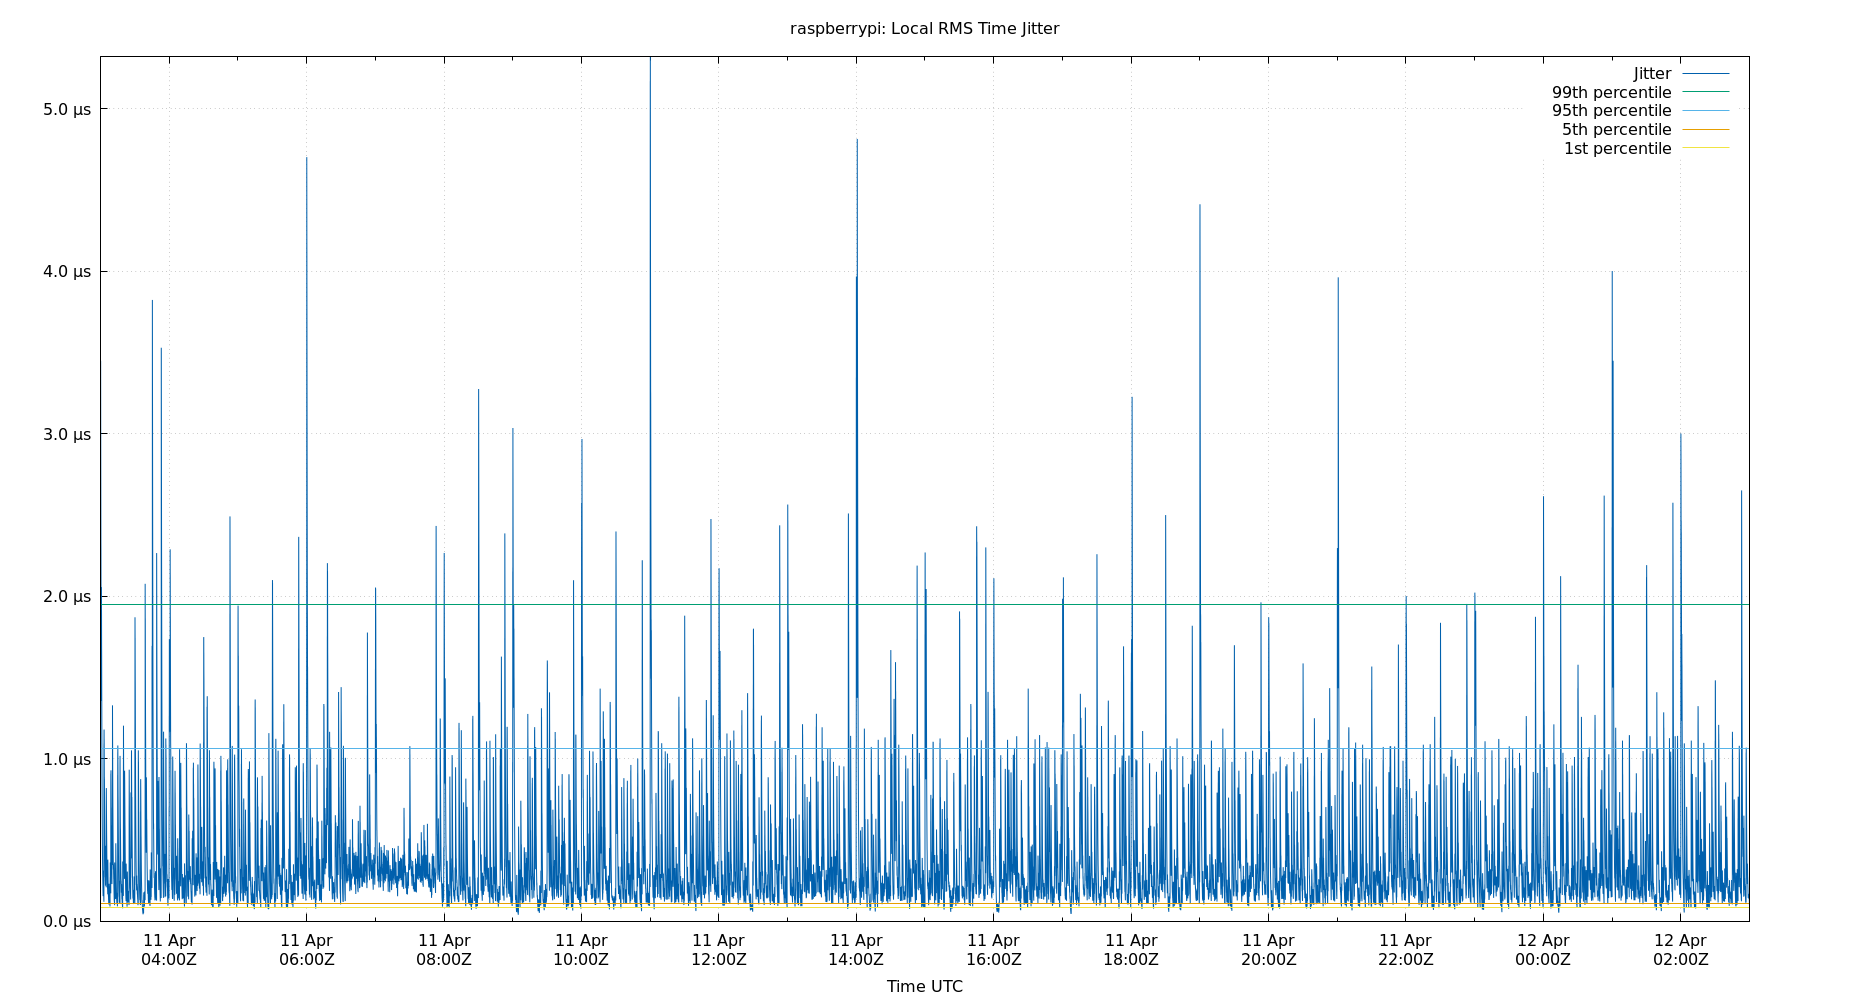 raspberrypi: Local RMS Time Jitter
Jitter
99th percentile
95th percentile
5th percentile
1st percentile
5.0 µs
4.0 µs
3.0 µs
2.0 µs
1.0 µs
0.0 µs
11 Apr 11 Apr 11 Apr 11 Apr 11 Apr 11 Apr 11 Apr 11 Apr 11 Apr 11 Apr 12 Apr 12 Apr
04:00Z 06:00Z 08:00Z 10:00Z 12:00Z 14:00Z 16:00Z 18:00Z 20:00Z 22:00Z 00:00Z 02:00Z
Time UTC